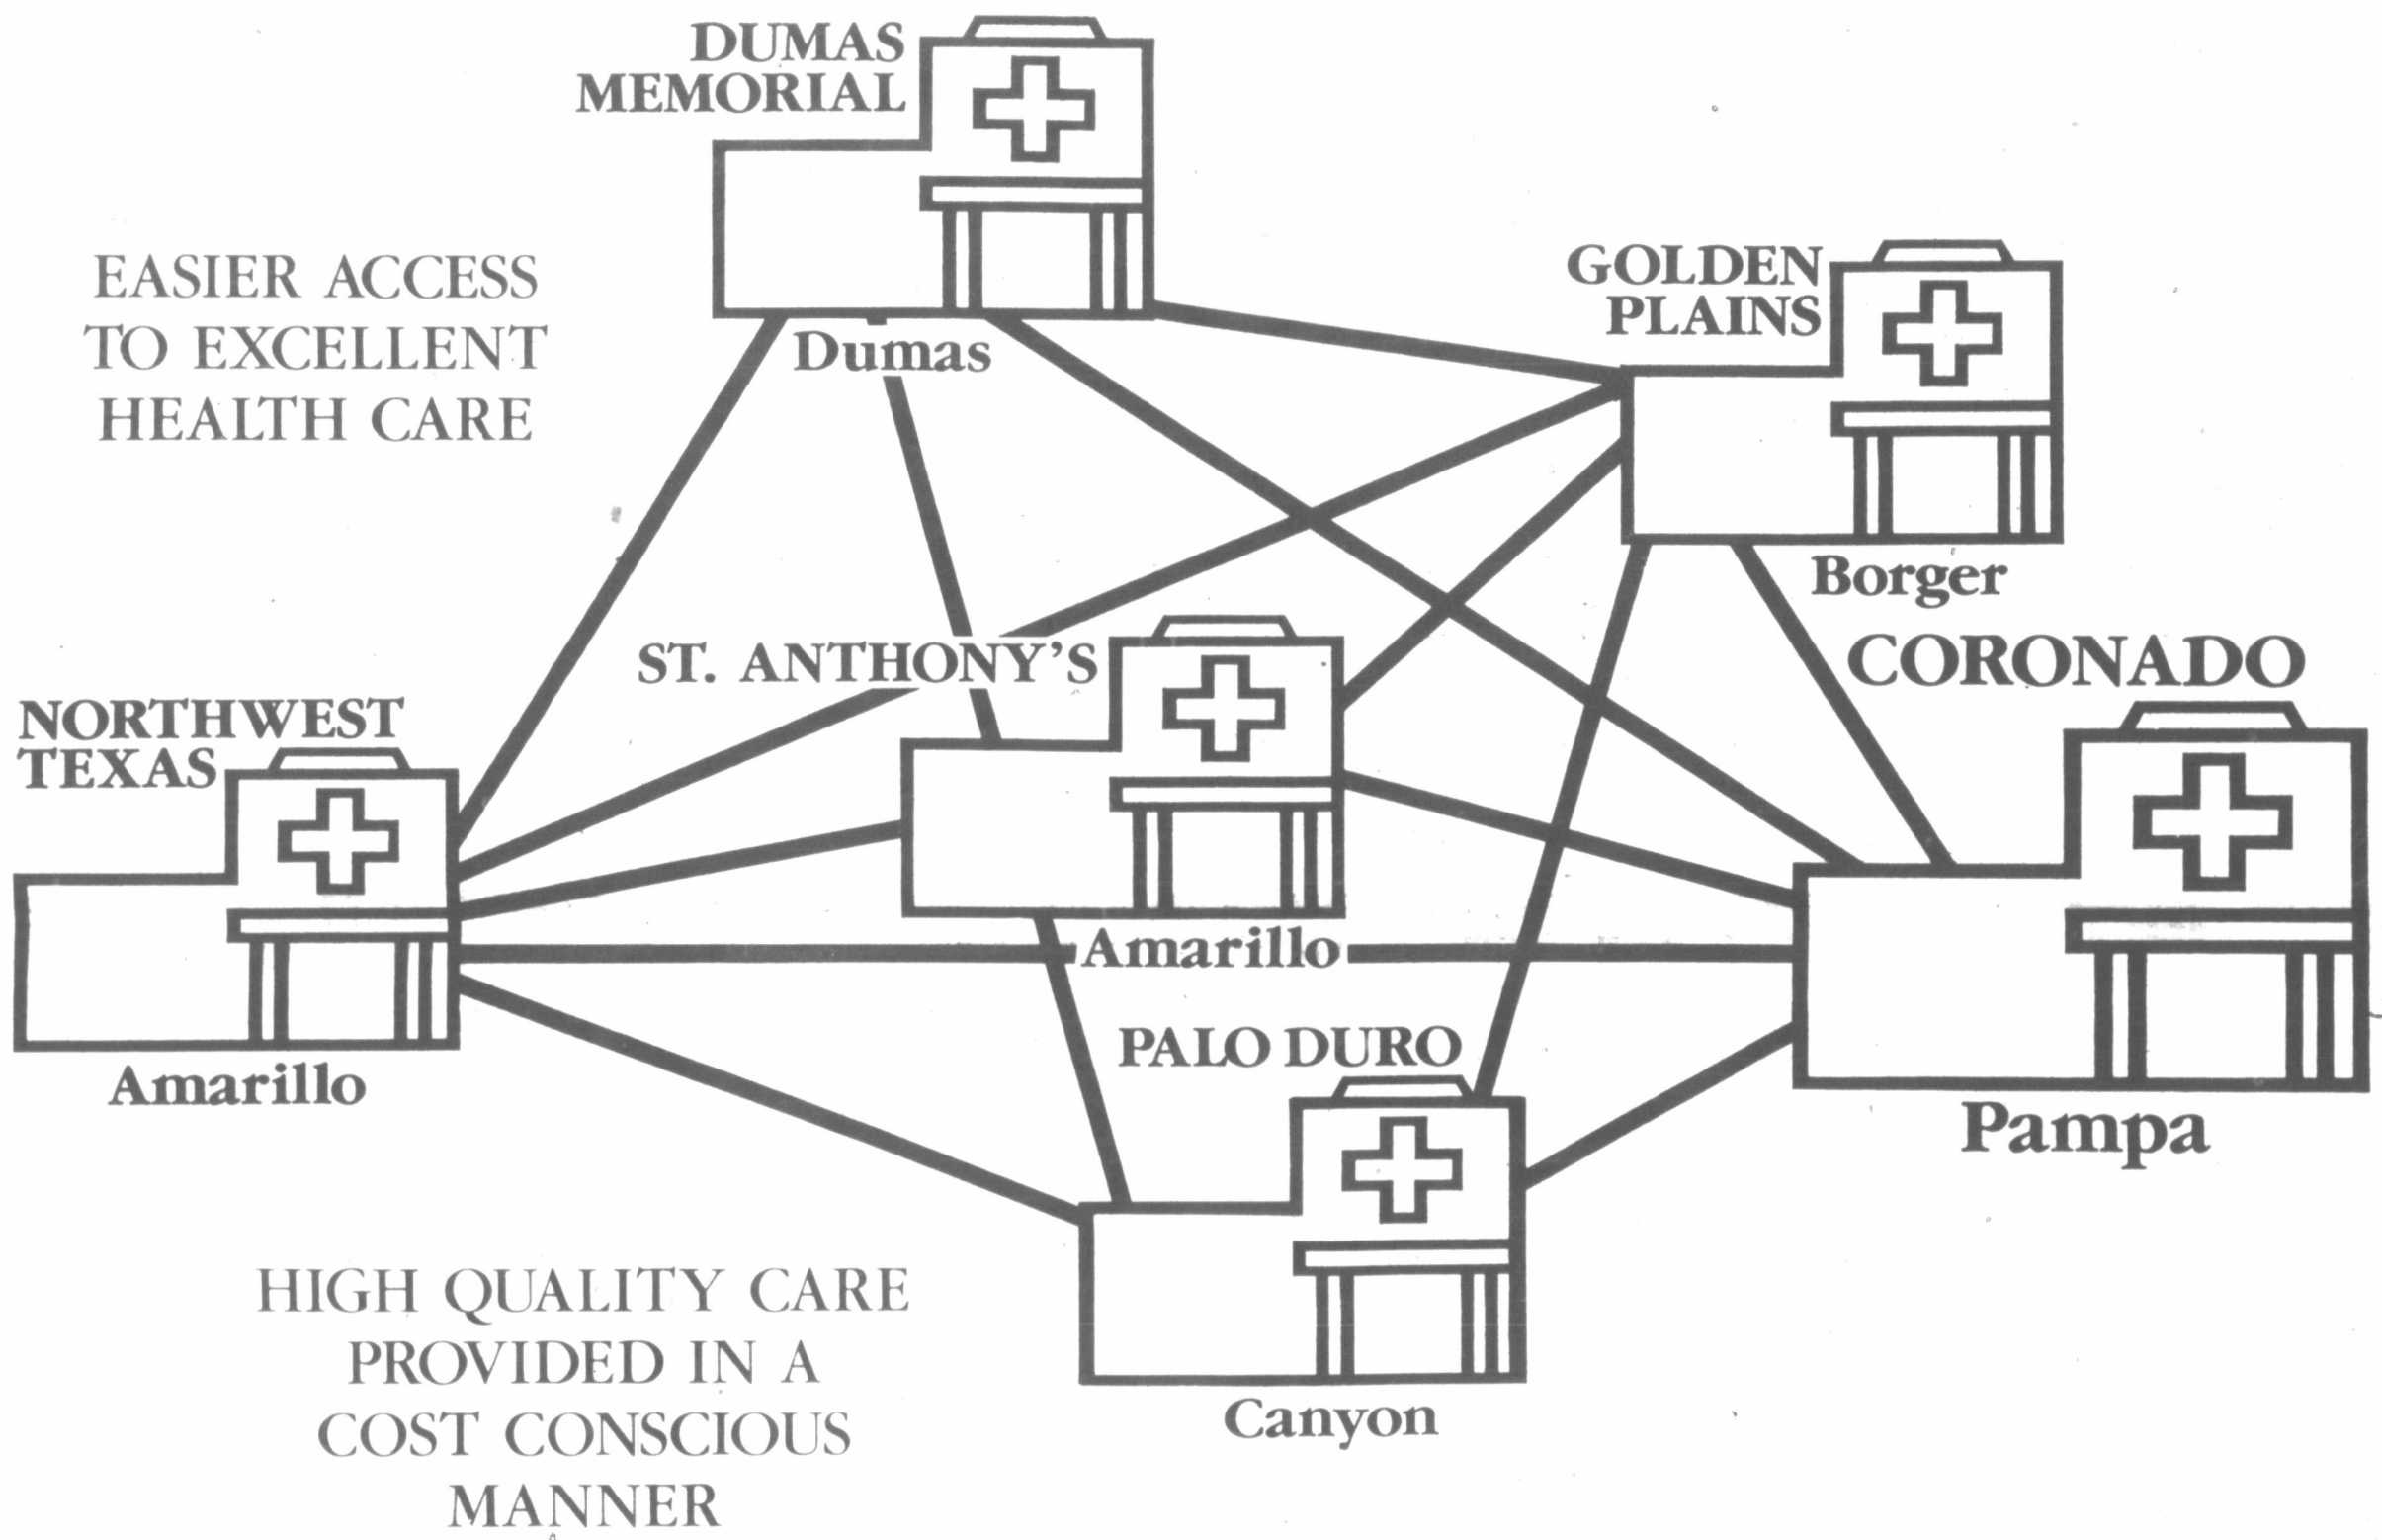 DUMAS
MEMORIAL
Dumas
EASIER ACCESS
TO EXCELLENT
HEALTH CARE
GOLDEN
PLAINS
Borger
ST. ANTHONY'S
Amarillo
CORONADO
Pampa
NORTHWEST
TEXAS
Amarillo
PALO DURO
Canyon
HIGH QUALITY CARE
PROVIDED IN A
COST CONSCIOUS
MANNER